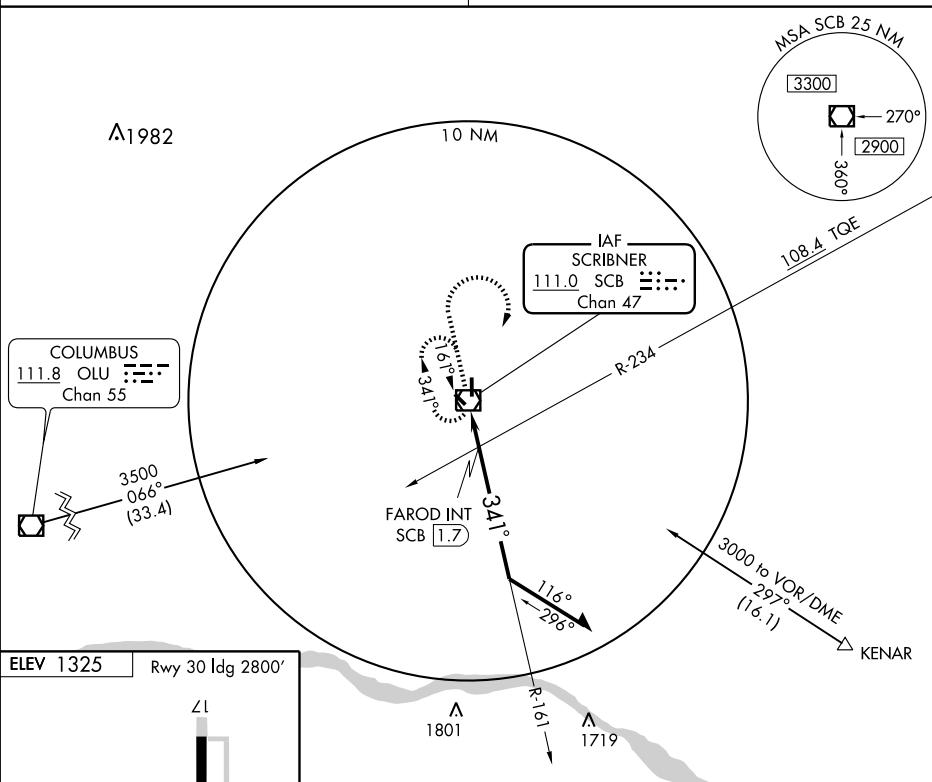 MSA SCB 25 NM
3300
270°
2900
360°
1982
10 NM
108.4 TQE
IAF
SCRIBNER
111.0 SCB
Chan 47
R-234
COLUMBUS
111.8 OLU
Chan 55
161°
341°
3500
066°
(33.4)
FAROD INT
SCB 1.7
341°
116°
296°
3000 to VOR/DME
297°
(16.1)
KENAR
ELEV 1325 Rwy 30 ldg 2800'
17
R-161
1801
1719